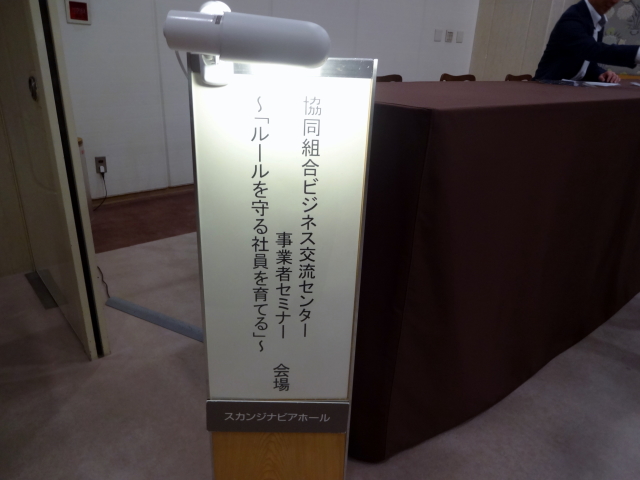 協同組合ビジネス交流センター
事業者セミナー 会場
～「ルールを守る社員を育てる」～
スカンジナビアホール